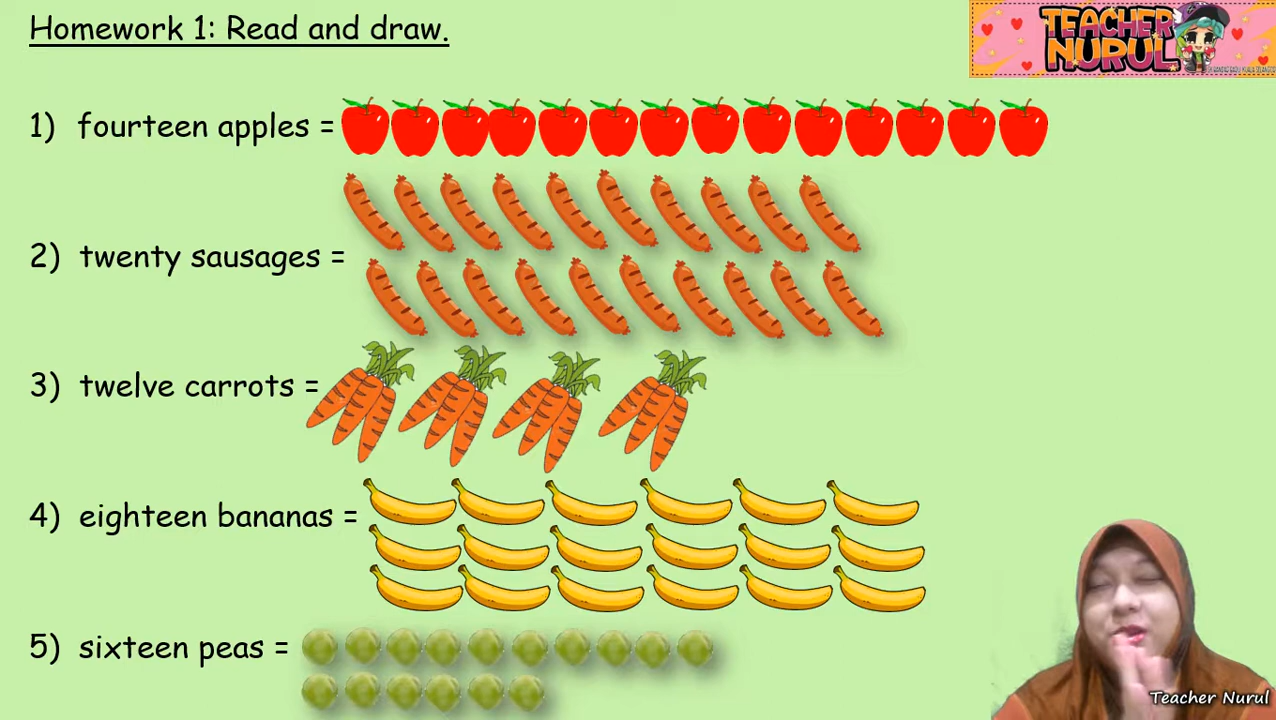 Homework 1: Read and draw.
TEACHER
NURUL
1) fourteen apples =
2) twenty sausages =
3) twelve carrots =
4) eighteen bananas =
5) sixteen peas =
Teacher Nurul